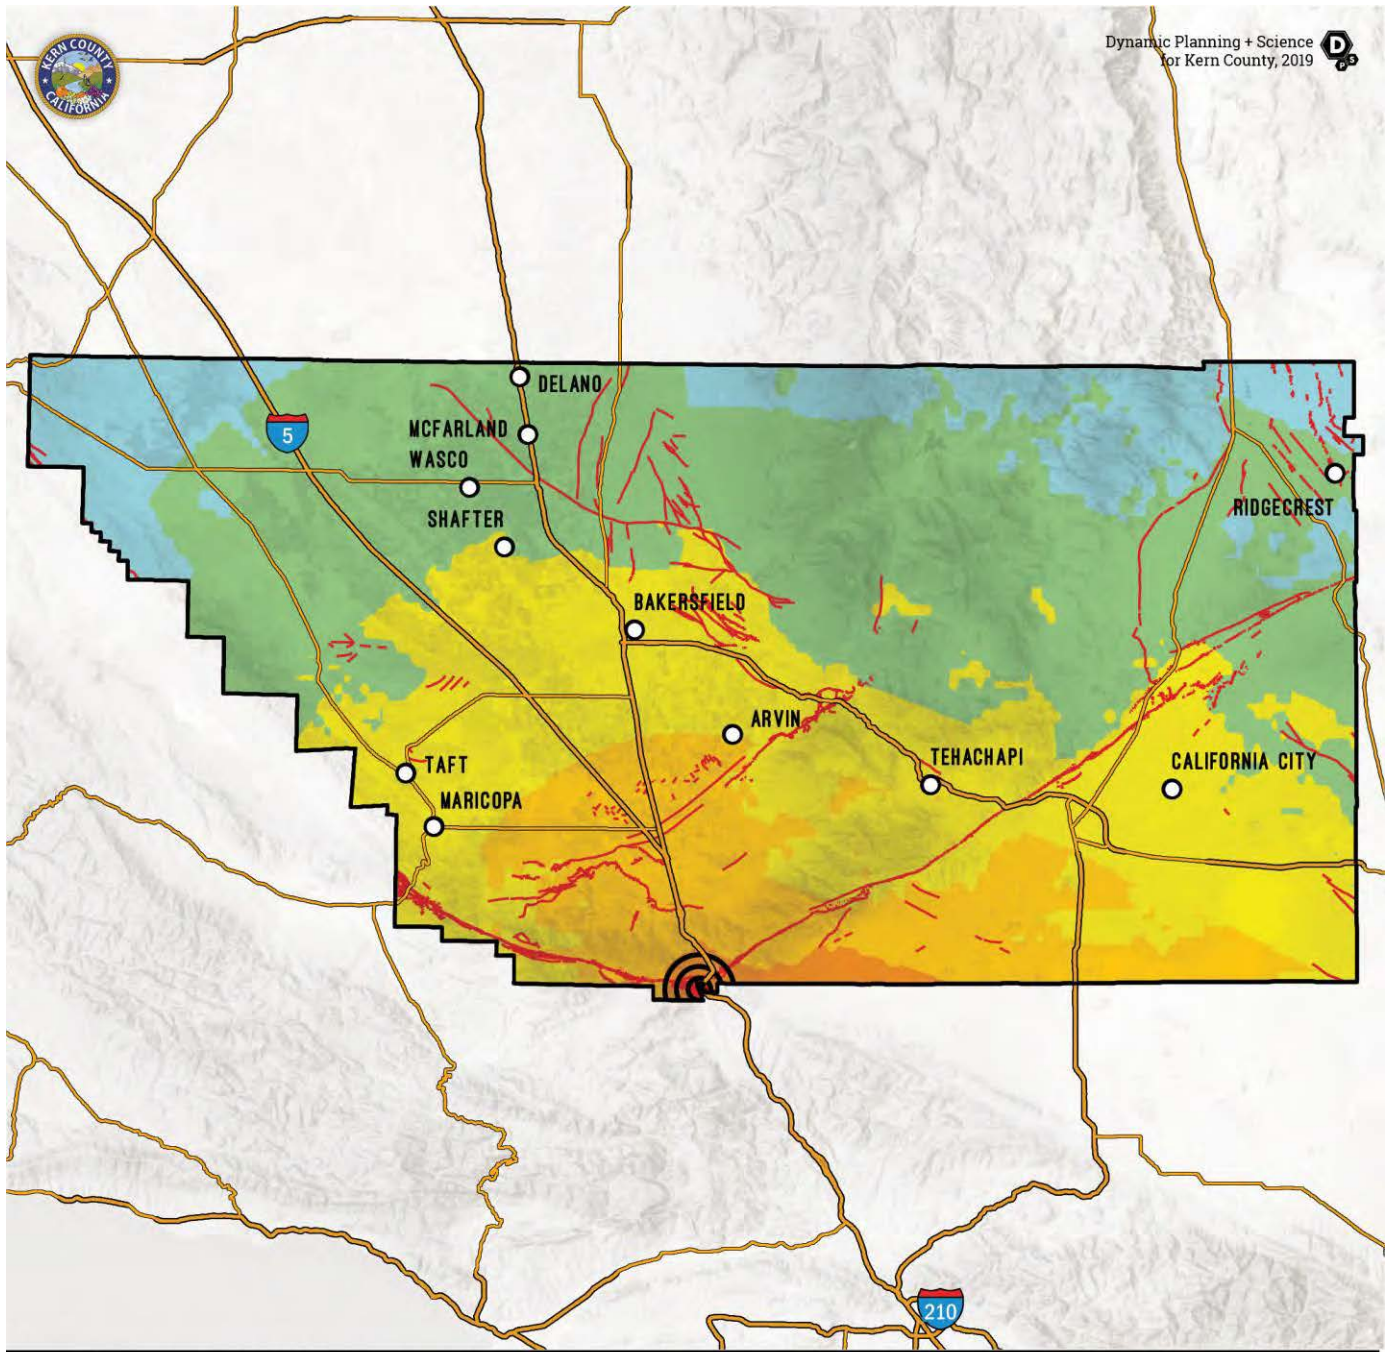 KERN COUNTY
CALIFORNIA
Dynamic Planning + Science
for Kern County, 2019
D
P
S
DELANO
5
MCFARLAND
WASCO
RIDGECREST
SHAFTER
BAKERSFIELD
ARVIN
TEHACHAPI
TAFT
CALIFORNIA CITY
MARICOPA
210